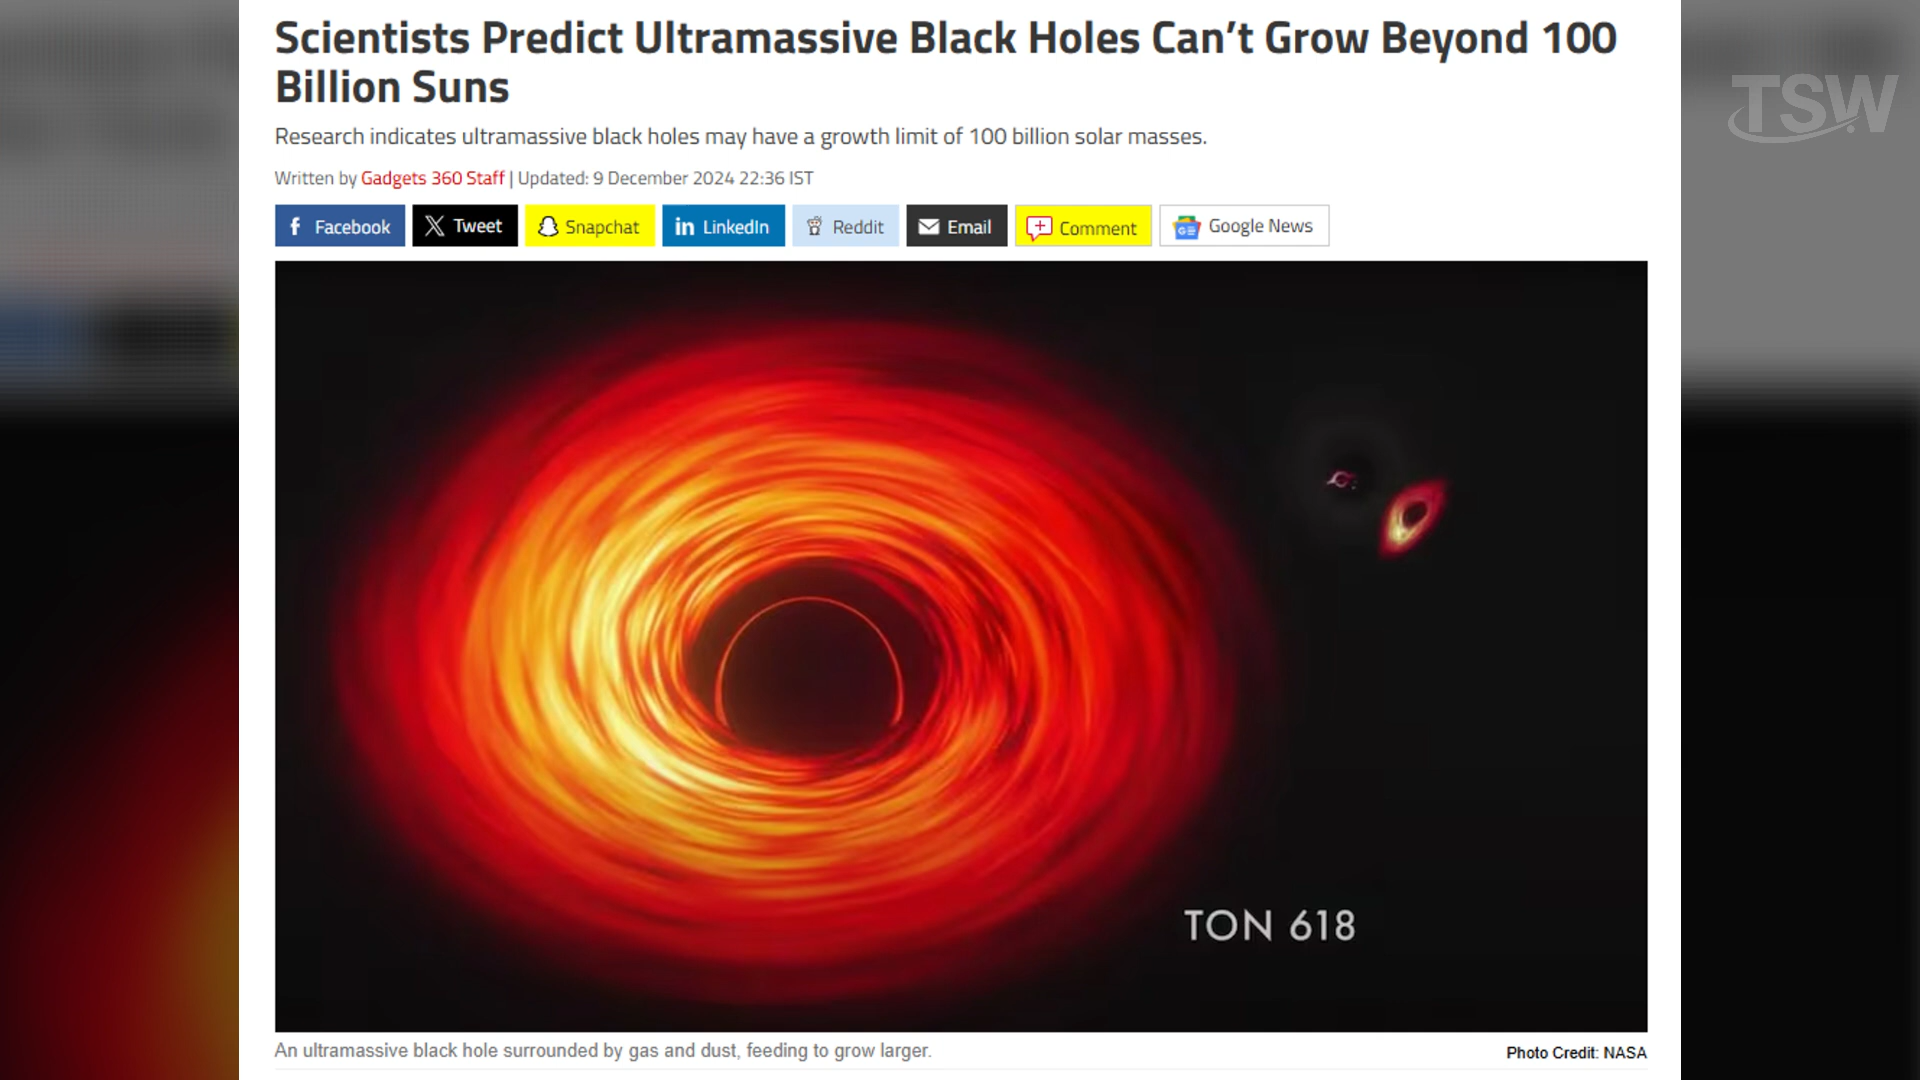 Scientists Predict Ultramassive Black Holes Can't Grow Beyond 100
Billion Suns
TSW
Research indicates ultramassive black holes may have a growth limit of 100 billion solar masses.
Written by Gadgets 360 Staff | Updated: 9 December 2024 22:36 IST
Facebook Tweet Snapchat LinkedIn Reddit Email Comment Google News
TON 618
An ultramassive black hole surrounded by gas and dust, feeding to grow larger.
Photo Credit: NASA